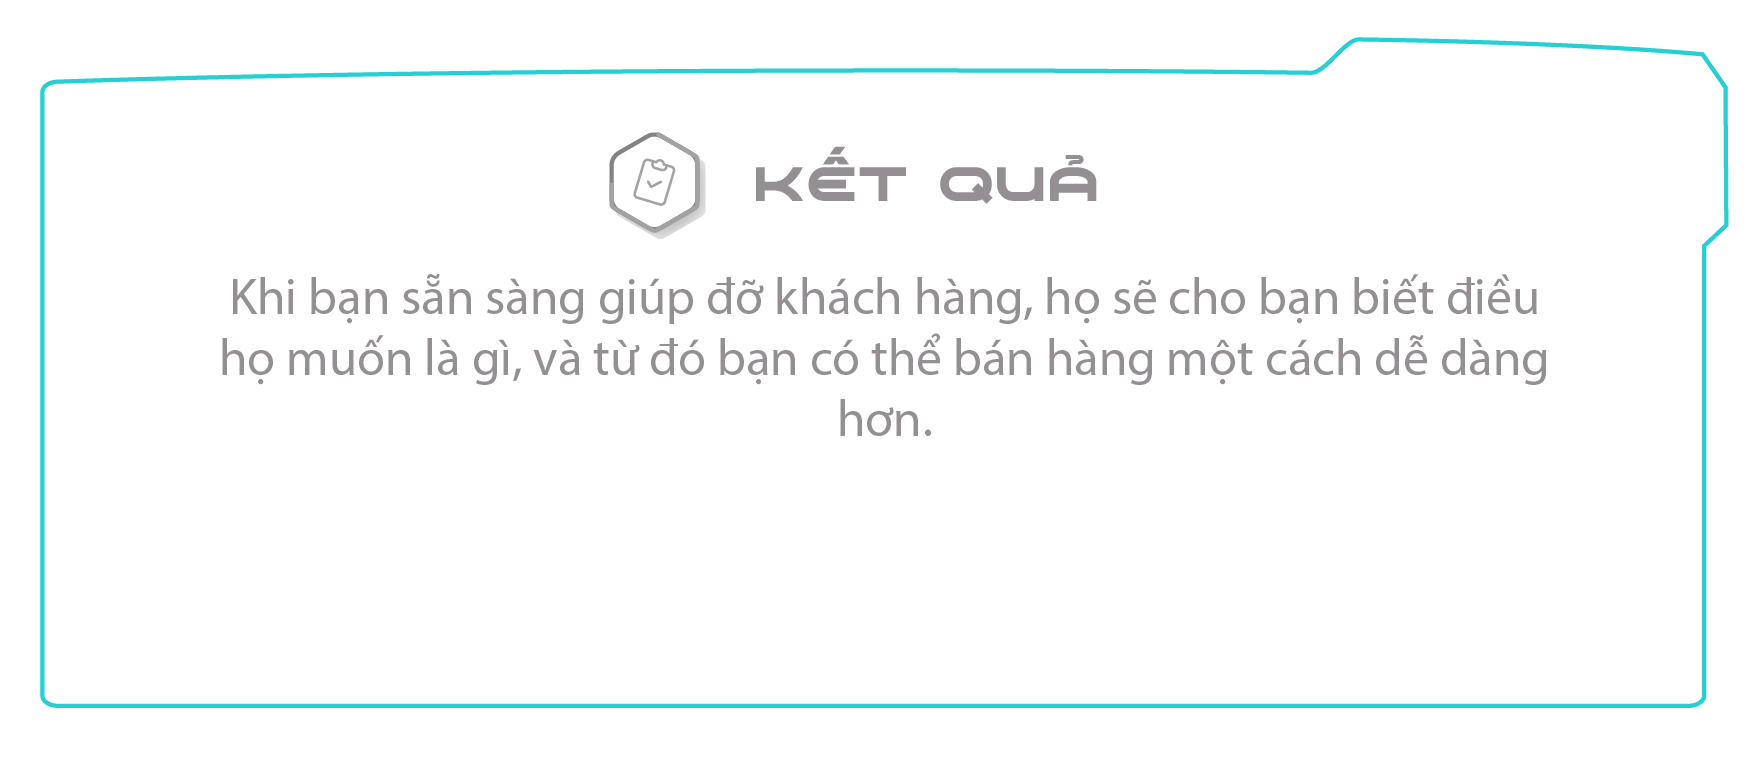 KẾT QUẢ
Khi bạn sẵn sàng giúp đỡ khách hàng, họ sẽ cho bạn biết điều
họ muốn là gì, và từ đó bạn có thể bán hàng một cách dễ dàng
hơn.